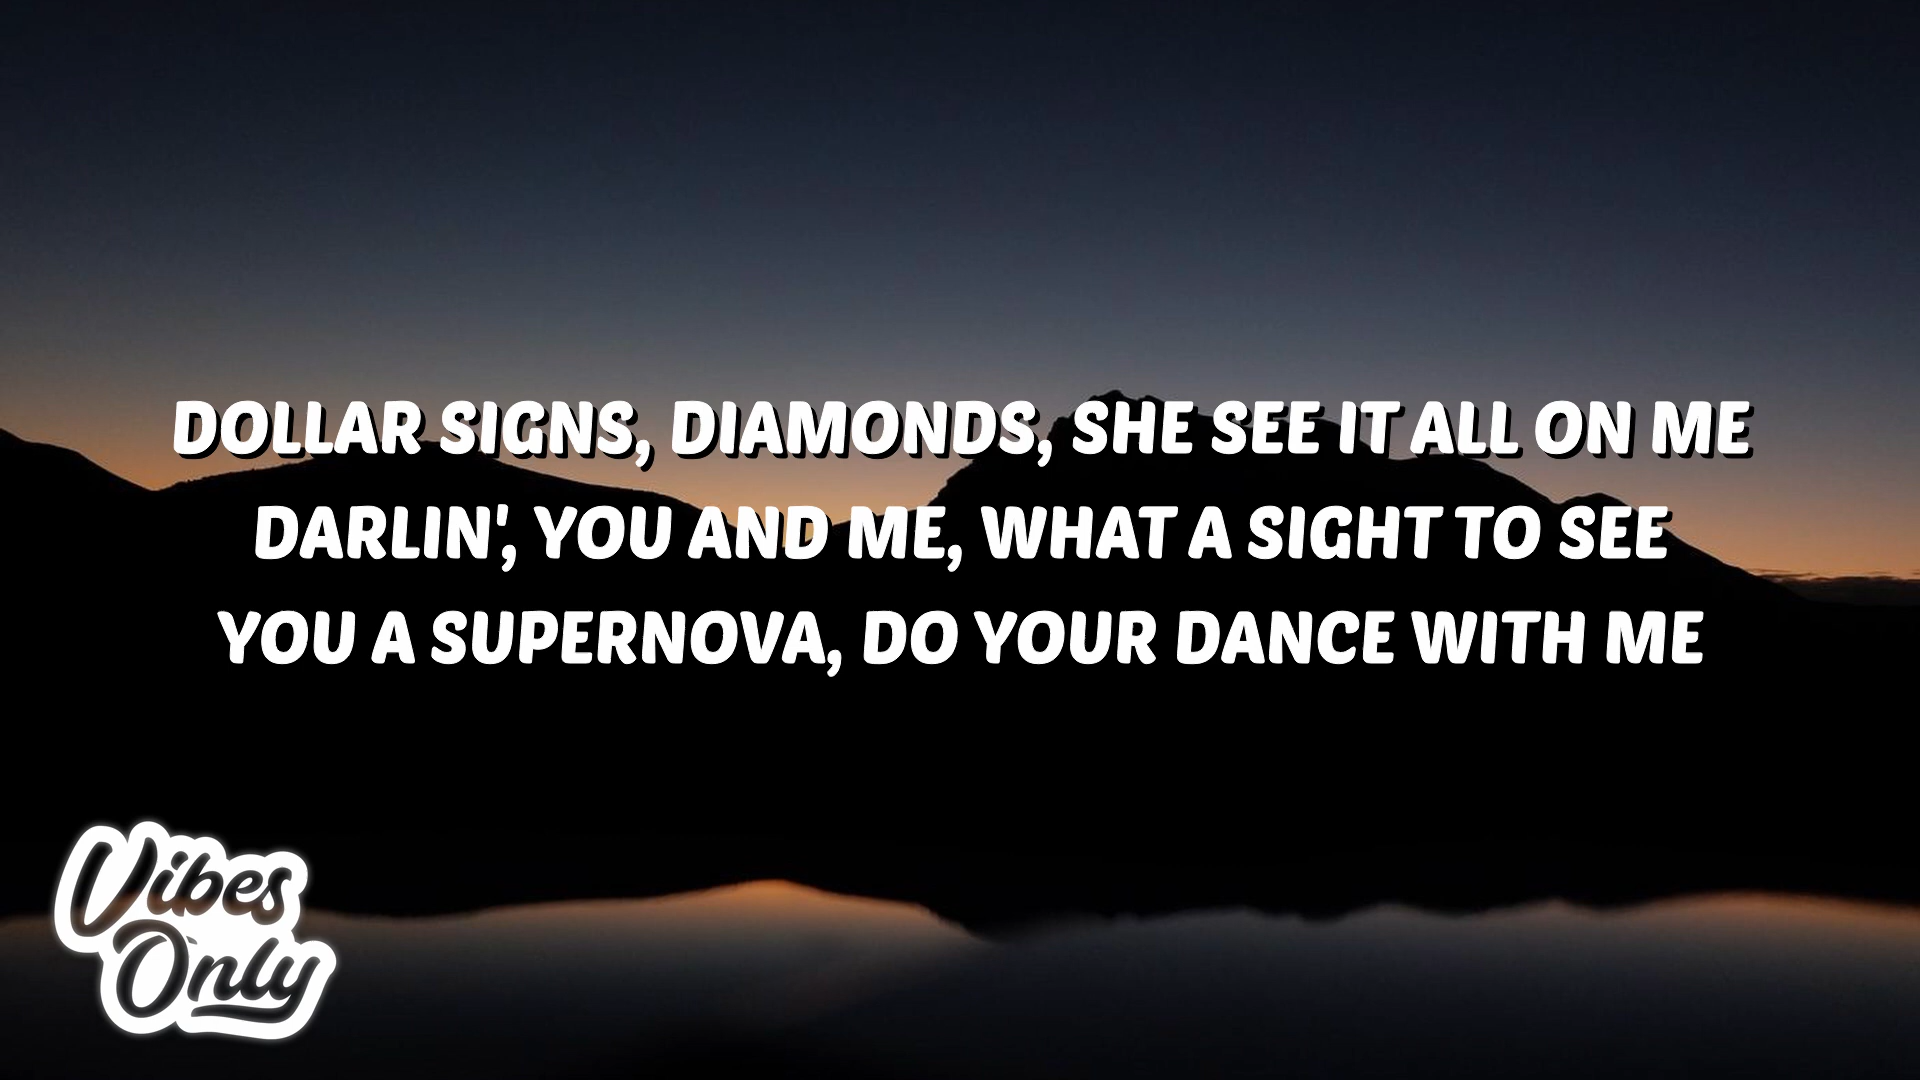 DOLLAR SIGNS, DIAMONDS, SHE SEE IT ALL ON ME
DARLIN', YOU AND ME, WHAT A SIGHT TO SEE
YOU A SUPERNOVA, DO YOUR DANCE WITH ME
Vibes
Only